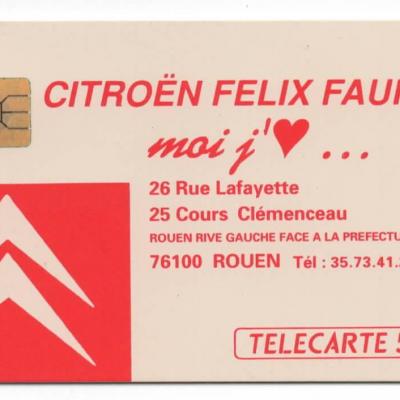 CITROËN FELIX FAU
moi j'♥ ...
26 Rue Lafayette
25 Cours Clémenceau
ROUEN RIVE GAUCHE FACE A LA PREFECTU
76100 ROUEN Tél : 35.73.41.
TELECARTE 5